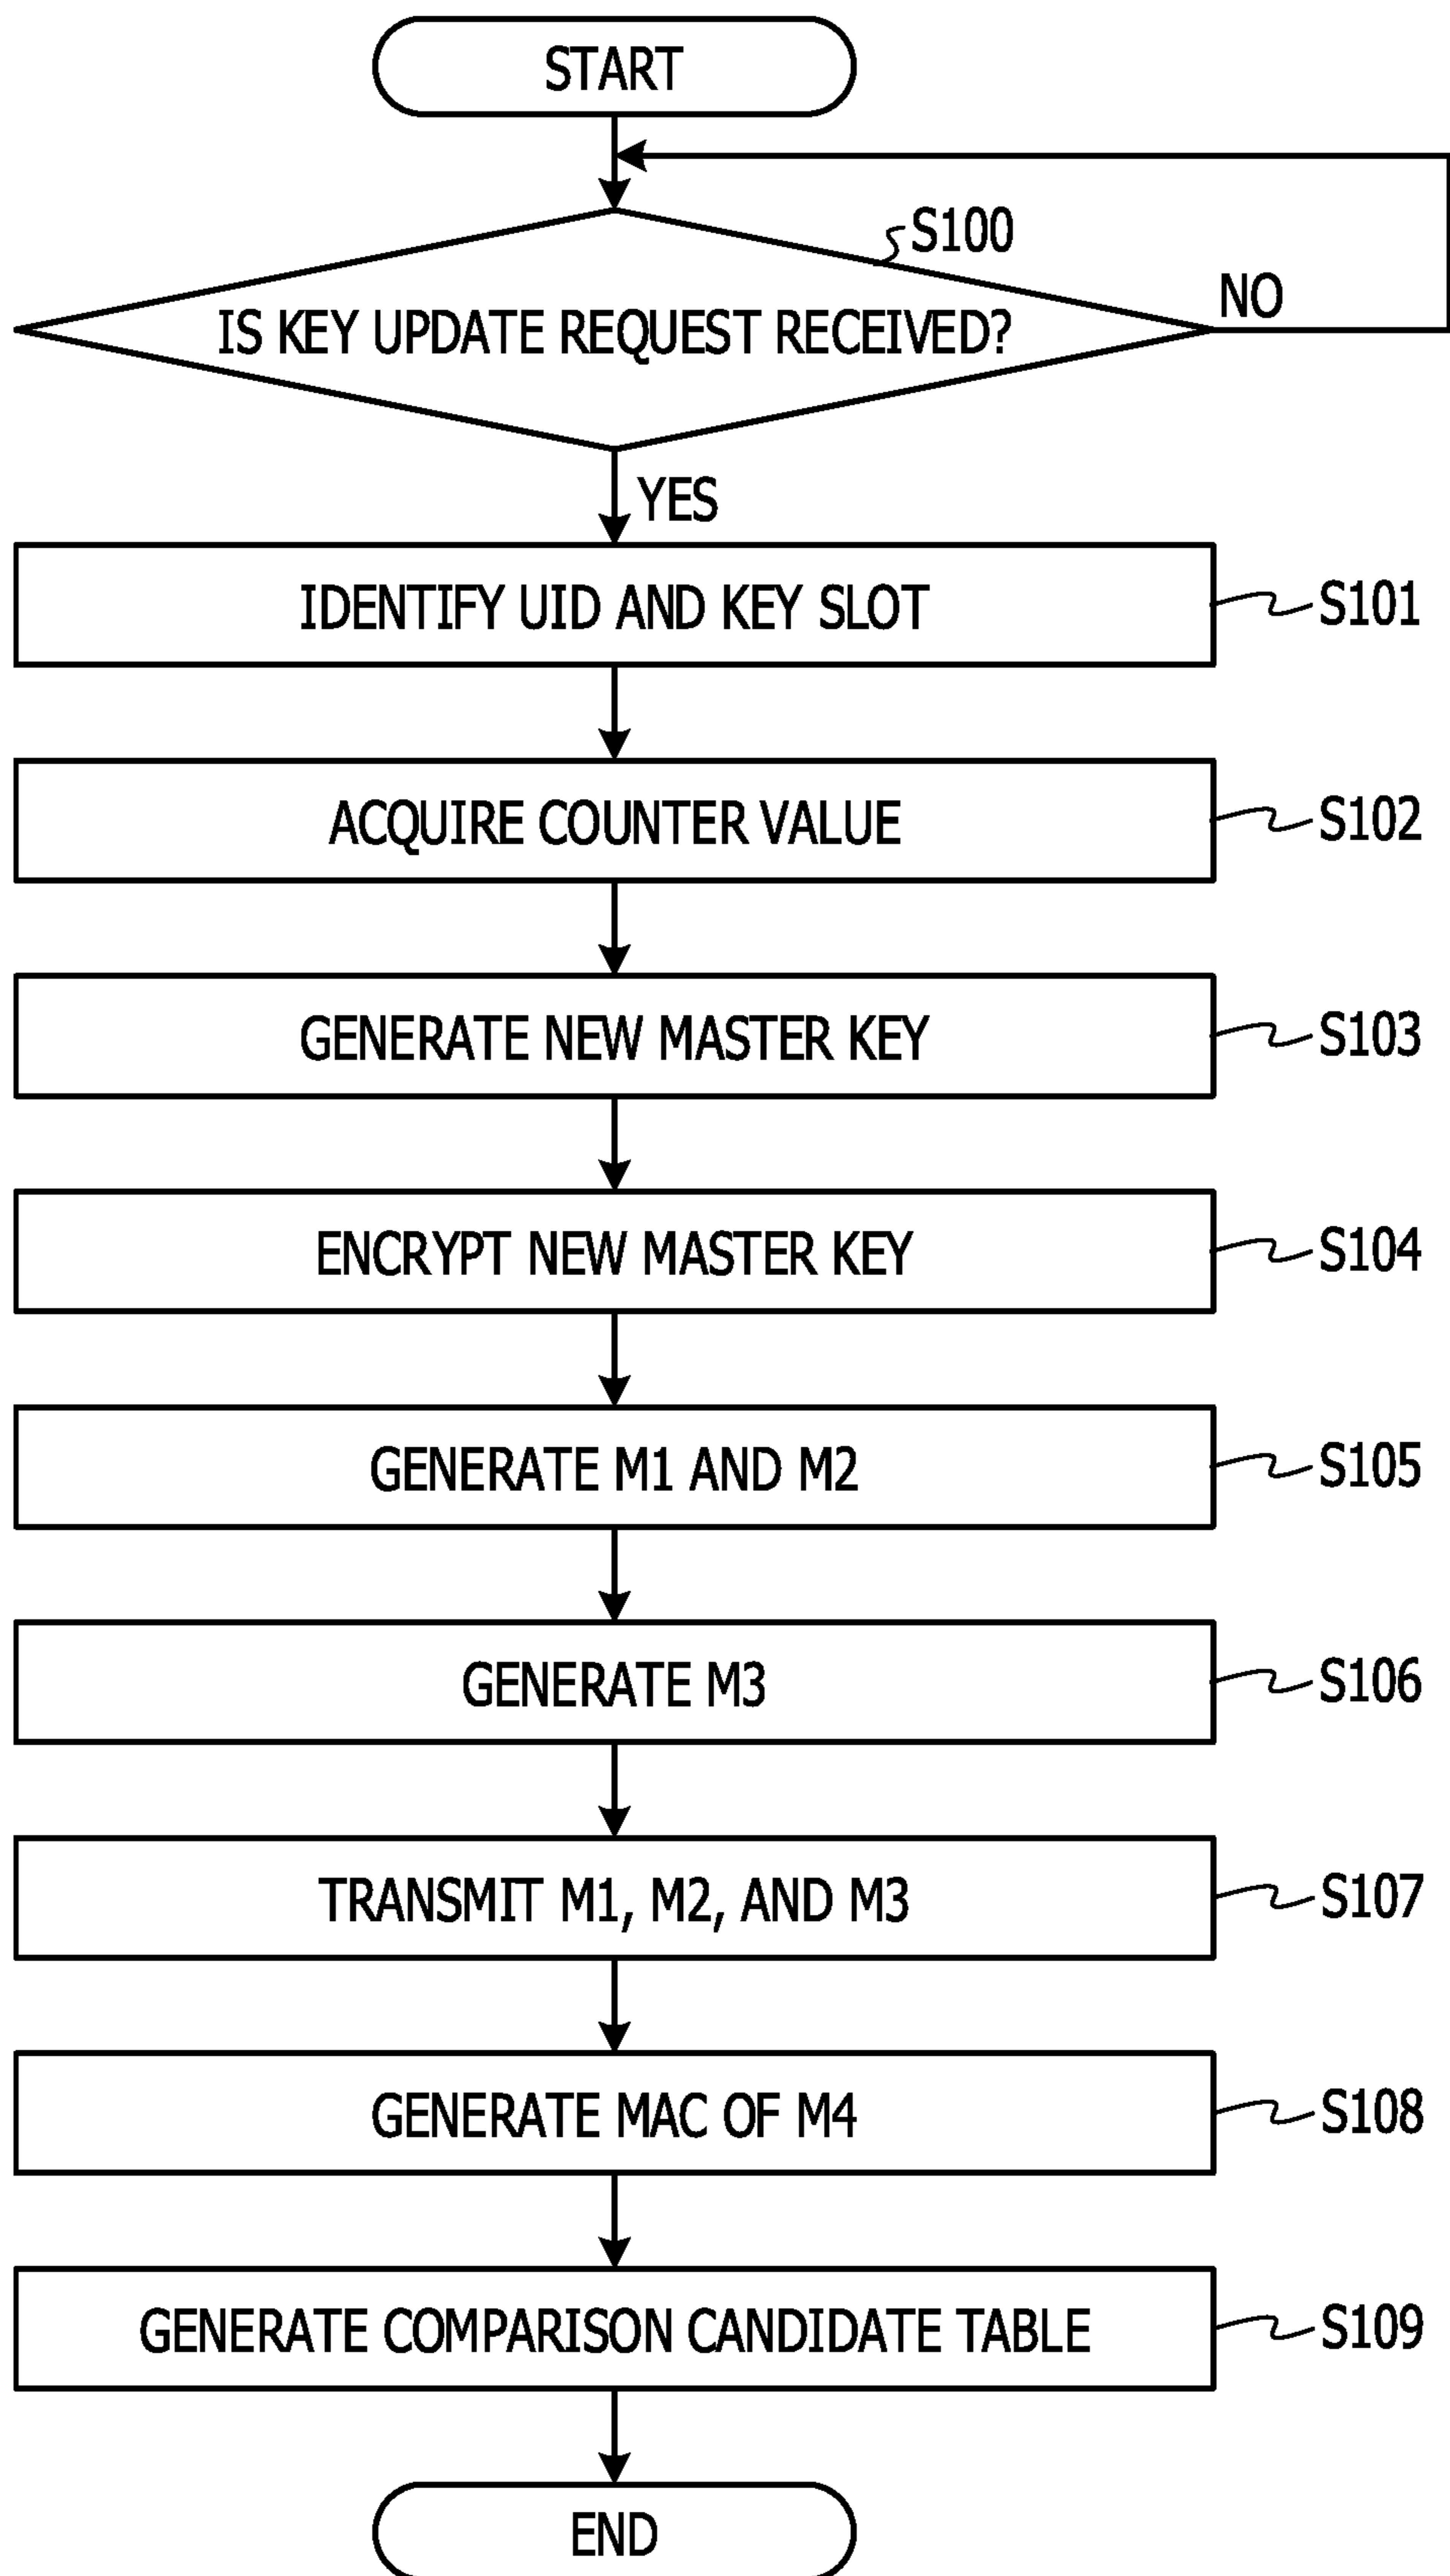 START
S100
IS KEY UPDATE REQUEST RECEIVED?
NO
YES
IDENTIFY UID AND KEY SLOT
S101
ACQUIRE COUNTER VALUE
S102
GENERATE NEW MASTER KEY
S103
ENCRYPT NEW MASTER KEY
S104
GENERATE M1 AND M2
S105
GENERATE M3
S106
TRANSMIT M1, M2, AND M3
S107
GENERATE MAC OF M4
S108
GENERATE COMPARISON CANDIDATE TABLE
S109
END